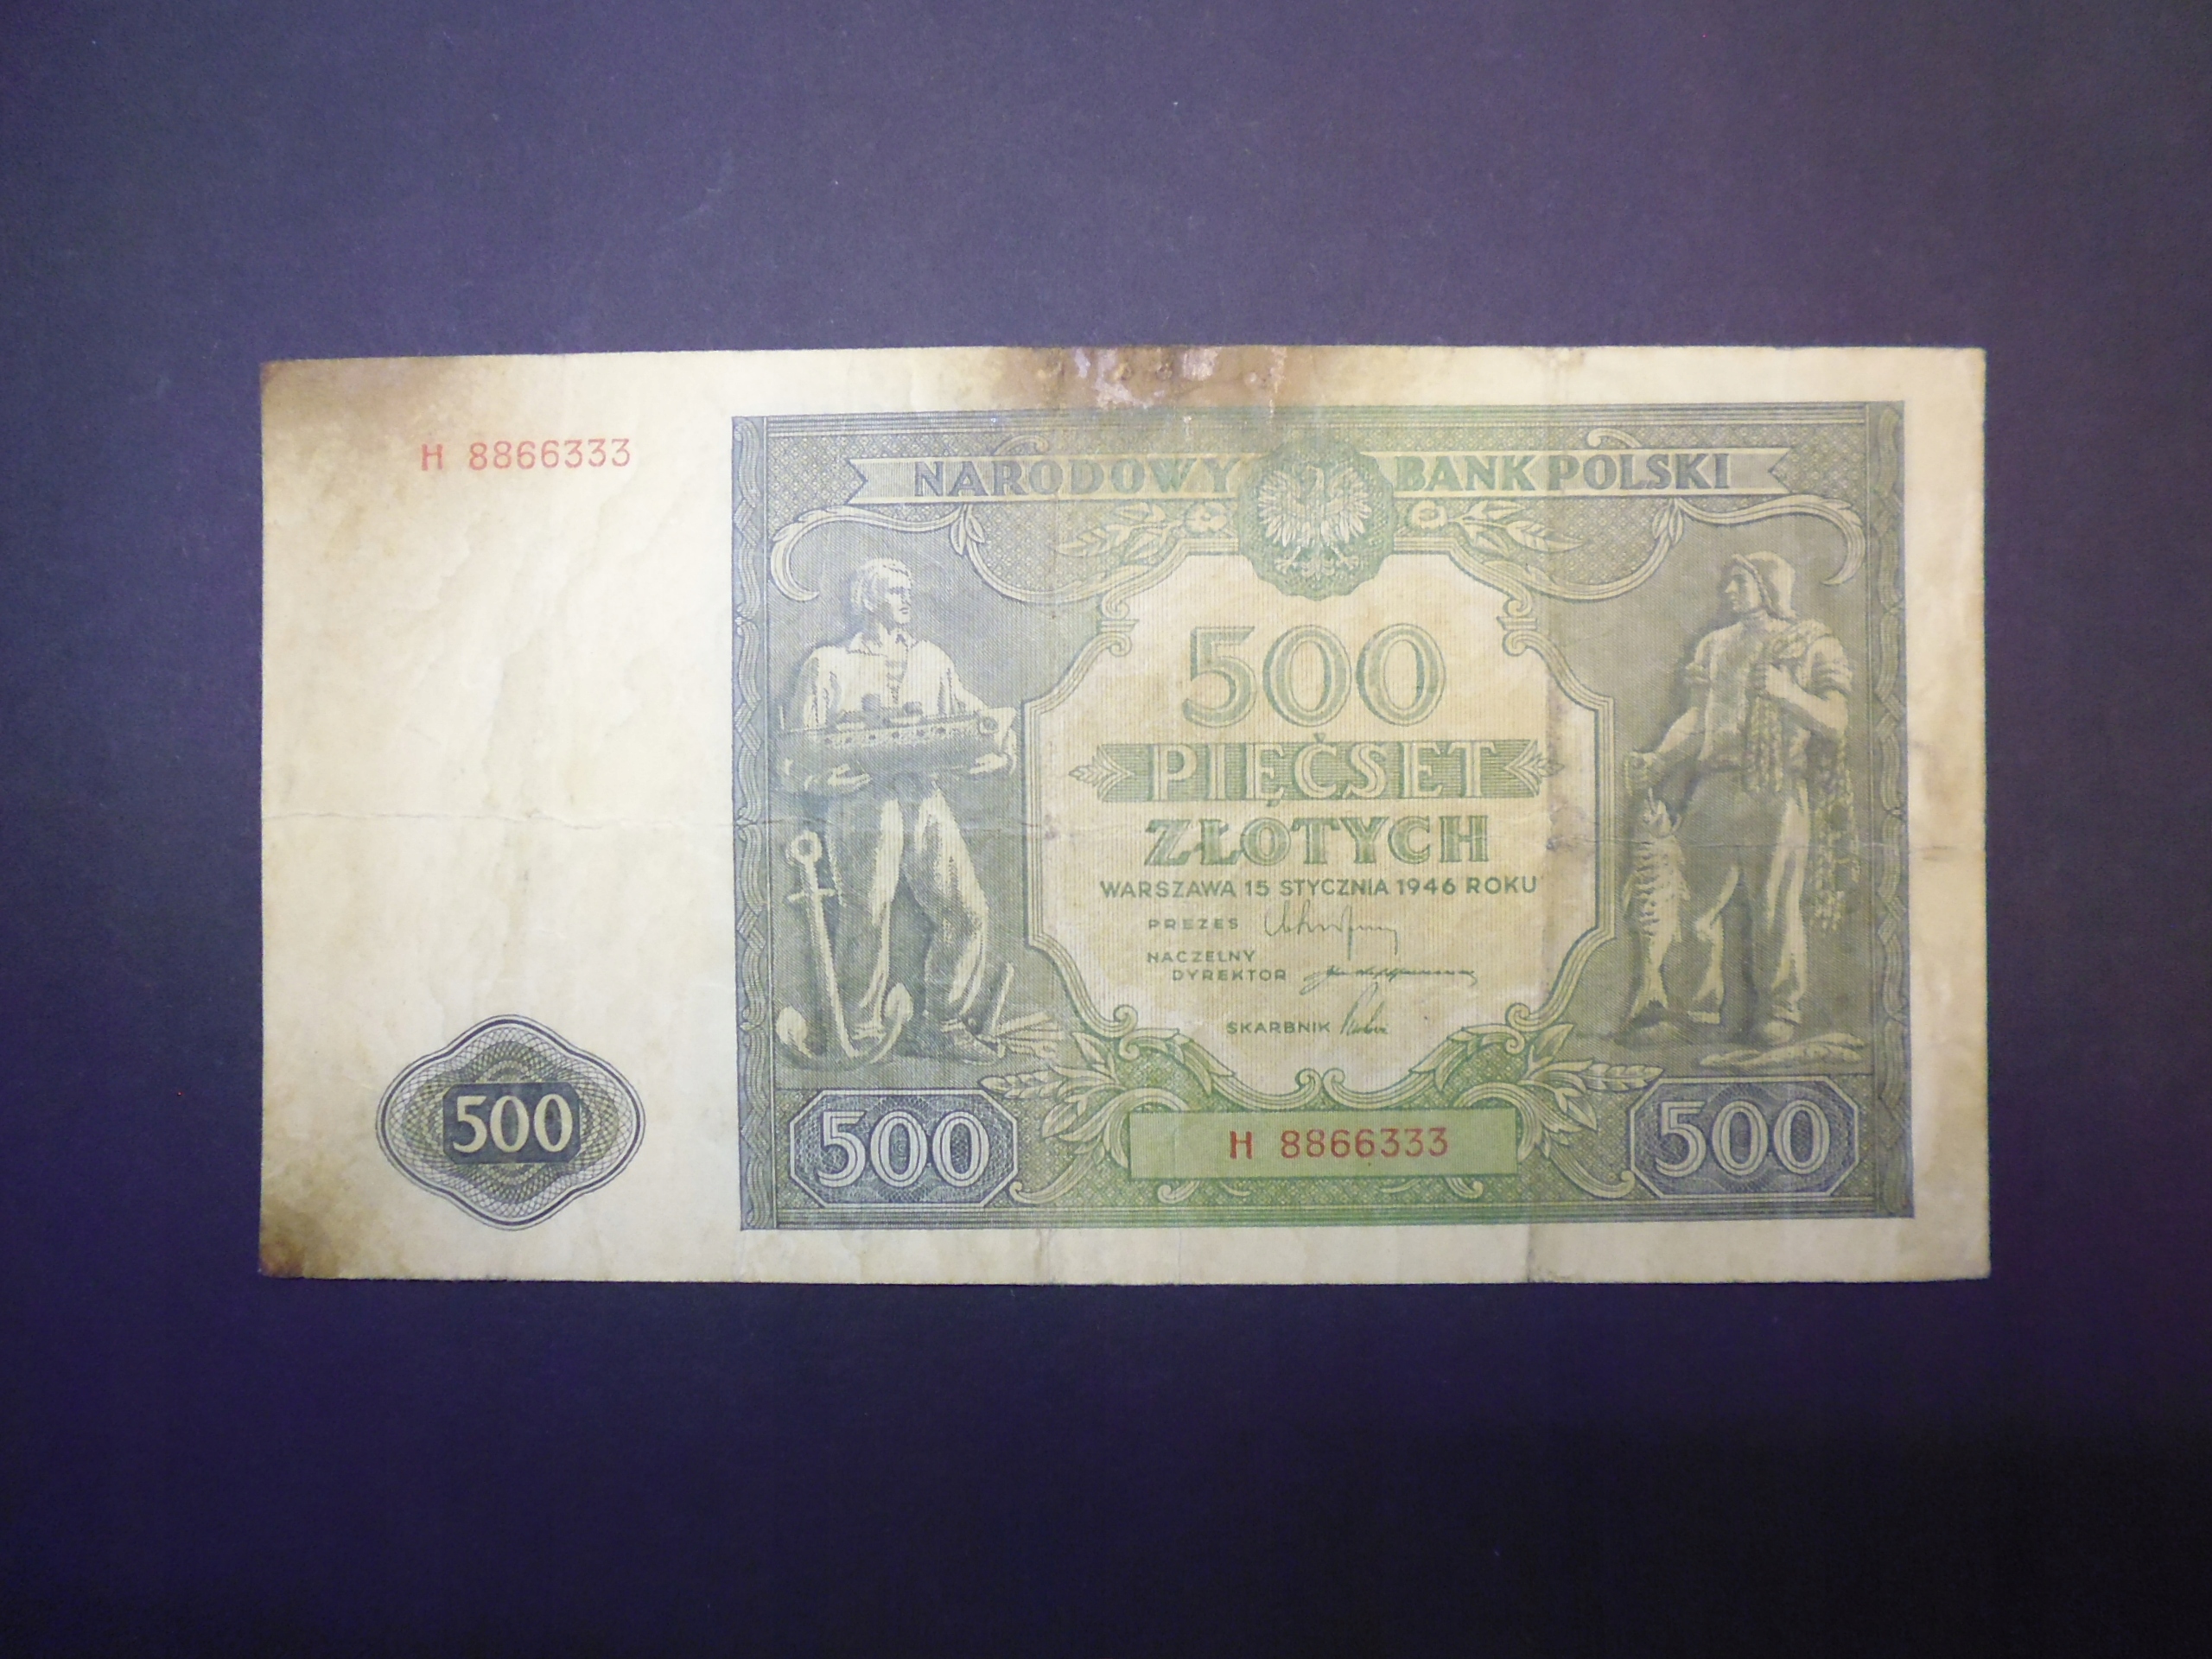 H 8866333
NARODOWY BANK POLSKI
500
PIĘĆSET
ZŁOTYCH
WARSZAWA 15 STYCZNIA 1946 ROKU
PREZES
NACZELNY
DYREKTOR
SKARBNIK
500
500
H 8866333
500